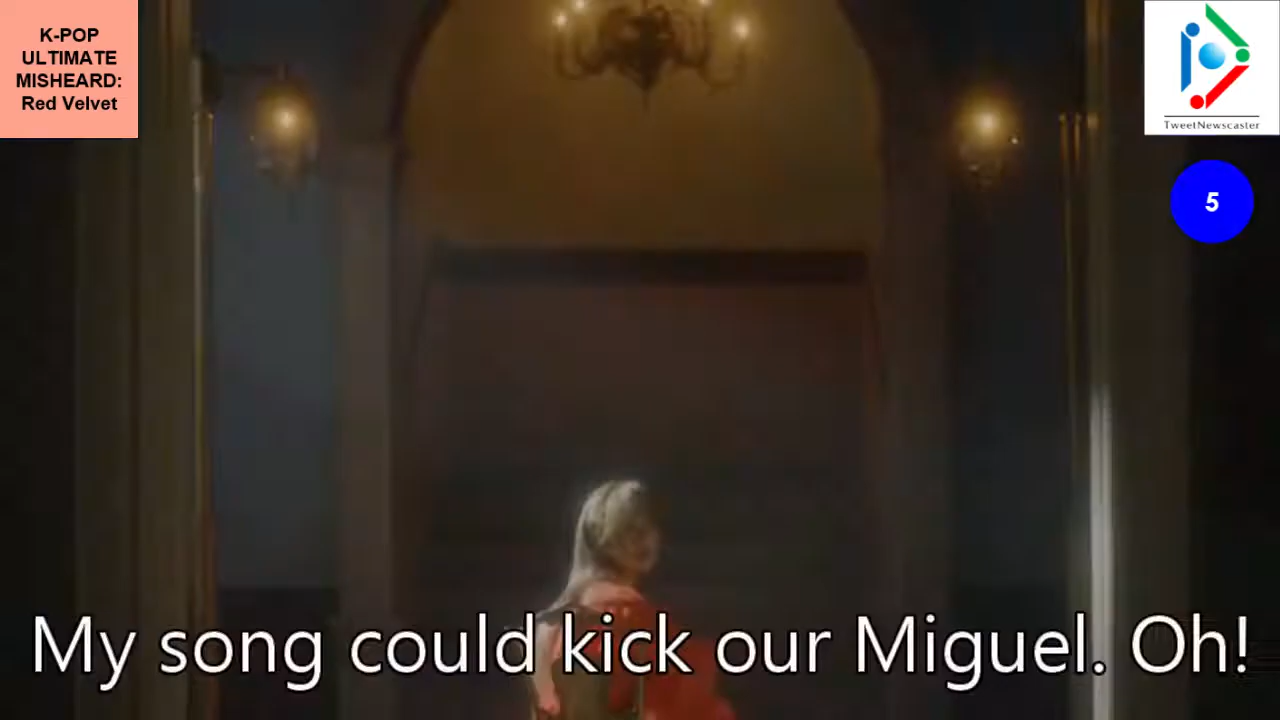 K-POP
ULTIMATE
MISHEARD:
Red Velvet
TweetNewscaster
5
My song could kick our Miguel. Oh!